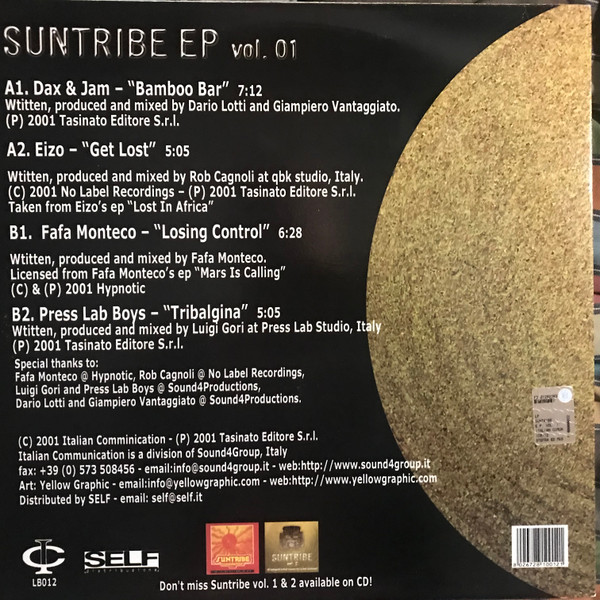 SUNTRIBE EP vol. 01
A1. Dax & Jam – “Bamboo Bar” 7:12
Wtitten, produced and mixed by Dario Lotti and Giampiero Vantaggiato.
(P) 2001 Tasinato Editore S.r.l.
A2. Eizo – “Get Lost” 5:05
Wtitten, produced and mixed by Rob Cagnoli at qbk studio, Italy.
(C) 2001 No Label Recordings – (P) 2001 Tasinato Editore S.r.l.
Taken from Eizo’s ep “Lost In Africa”
B1. Fafa Monteco – “Losing Control” 6:28
Wtitten, produced and mixed by Fafa Monteco.
Licensed from Fafa Monteco’s ep “Mars Is Calling”
(C) & (P) 2001 Hypnotic
B2. Press Lab Boys – “Tribalgina” 5:05
Wtitten, produced and mixed by Luigi Gori at Press Lab Studio, Italy
(P) 2001 Tasinato Editore S.r.l.
Special thanks to:
Fafa Monteco @ Hypnotic, Rob Cagnoli @ No Label Recordings,
Luigi Gori and Press Lab Boys @ Sound4Productions,
Dario Lotti and Giampiero Vantaggiato @ Sound4Productions.
(C) 2001 Italian Comminication - (P) 2001 Tasinato Editore S.r.l.
Italian Communication is a division of Sound4Group, Italy
fax: +39 (0) 573 508456 - email:info@sound4group.it - web:http://www.sound4group.it
Art: Yellow Graphic - email:info@yellowgraphic.com - web:http://www.yellowgraphic.com
Distributed by SELF - email: self@self.it
LB012
SELF
distribuzione
SUNTRIBE
SUNTRIBE
Don't miss Suntribe vol. 1 & 2 available on CD!